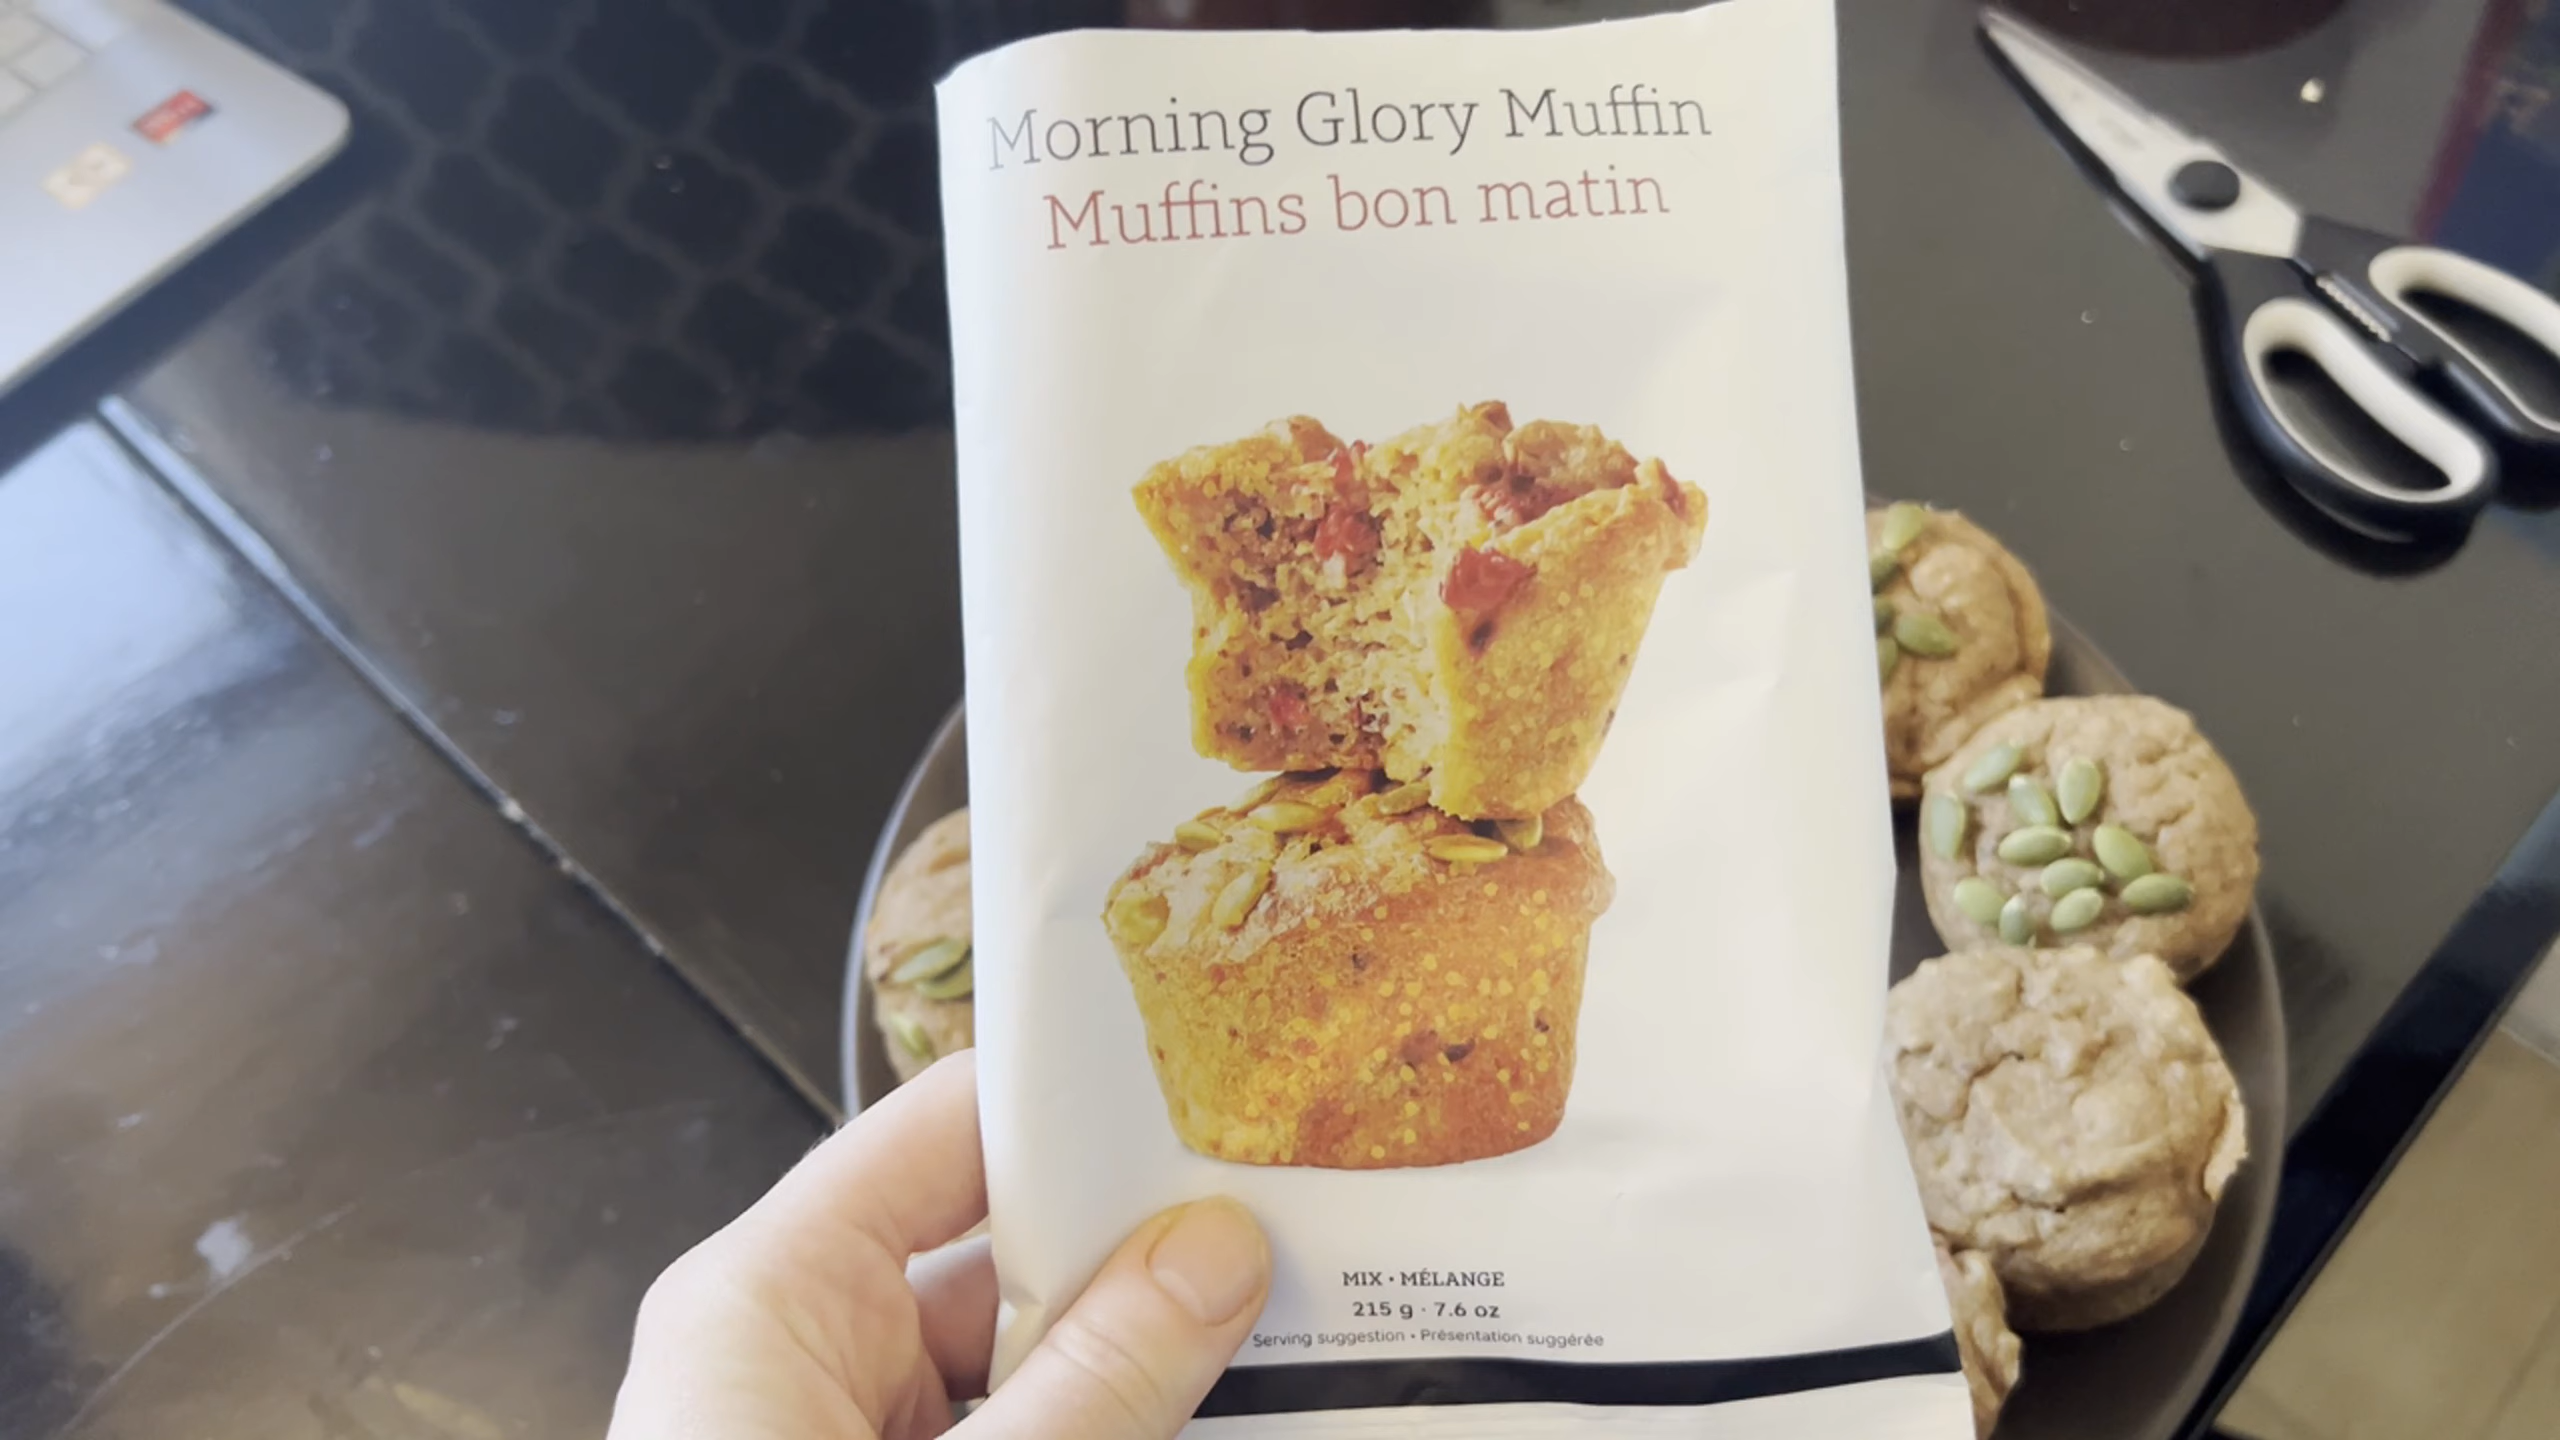 Morning Glory Muffin
Muffins bon matin
MIX • MÉLANGE
215 g · 7.6 oz
Serving suggestion • Présentation suggérée